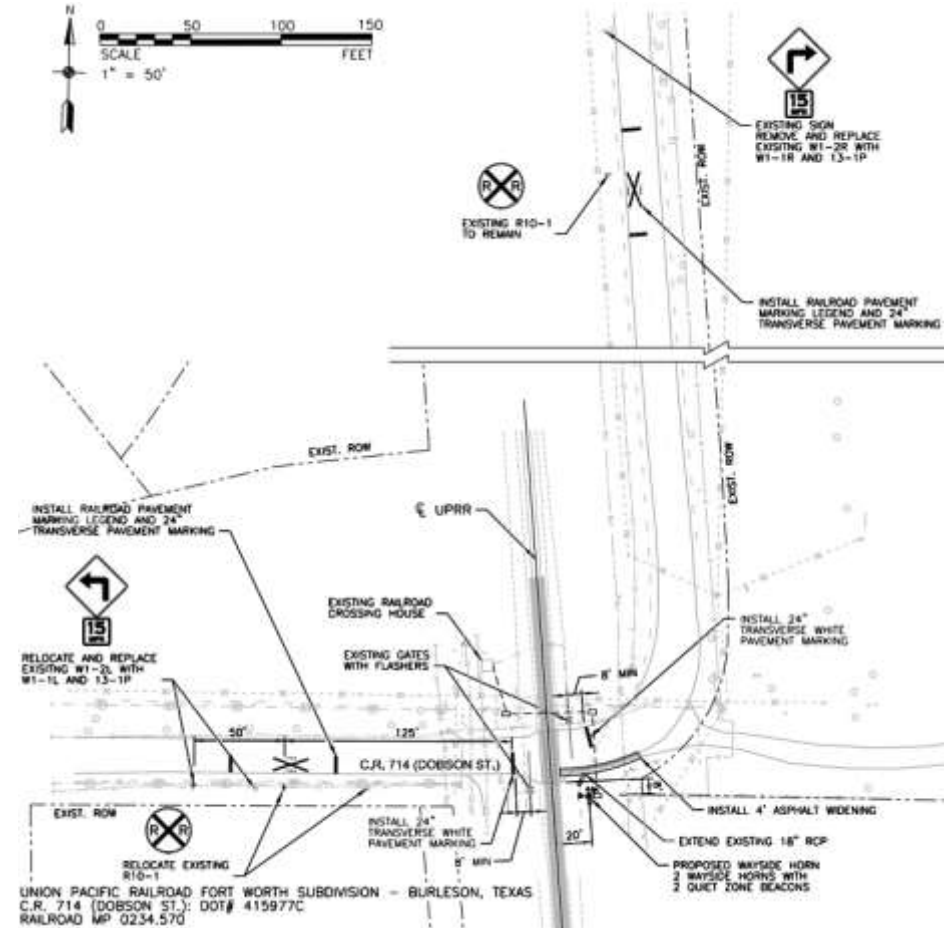 N
0 50 100 150
SCALE FEET
1" = 50'
15
MPH
EXISTING SIGN
REMOVE AND REPLACE
EXISITNG W1-2R WITH
W1-1R AND 13-1P
EXIST. ROW
R R
EXISTING R10-1
TO REMAIN
INSTALL RAILROAD PAVEMENT
MARKING LEGEND AND 24"
TRANSVERSE PAVEMENT MARKING
EXIST. ROW
EXIST. ROW
INSTALL RAILROAD PAVEMENT
MARKING LEGEND AND 24"
TRANSVERSE PAVEMENT MARKING
℄ UPRR
15
MPH
RELOCATE AND REPLACE
EXISITNG W1-2L WITH
W1-1L AND 13-1P
EXISTING RAILROAD
CROSSING HOUSE
EXISTING GATES
WITH FLASHERS
INSTALL 24"
TRANSVERSE WHITE
PAVEMENT MARKING
8' MIN
50' 125'
C.R. 714 (DOBSON ST.)
EXIST. ROW
R R
RELOCATE EXISTING
R10-1
INSTALL 24"
TRANSVERSE WHITE
PAVEMENT MARKING
8' MIN
20'
INSTALL 4' ASPHALT WIDENING
EXTEND EXISTING 18" RCP
PROPOSED WAYSIDE HORN
2 WAYSIDE HORNS WITH
2 QUIET ZONE BEACONS
UNION PACIFIC RAILROAD FORT WORTH SUBDIVISION - BURLESON, TEXAS
C.R. 714 (DOBSON ST.): DOT# 415977C
RAILROAD MP 0234.570